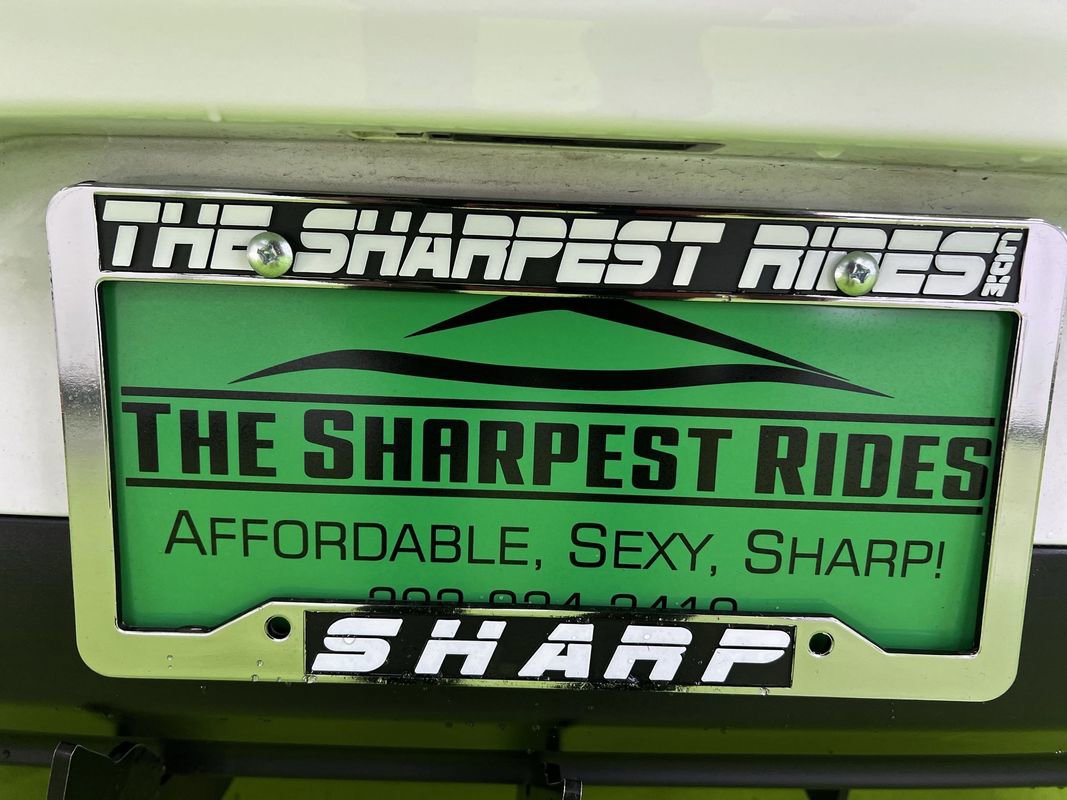 THE SHARPEST RIDES.COM
THE SHARPEST RIDES
AFFORDABLE, SEXY, SHARP!
SHARP